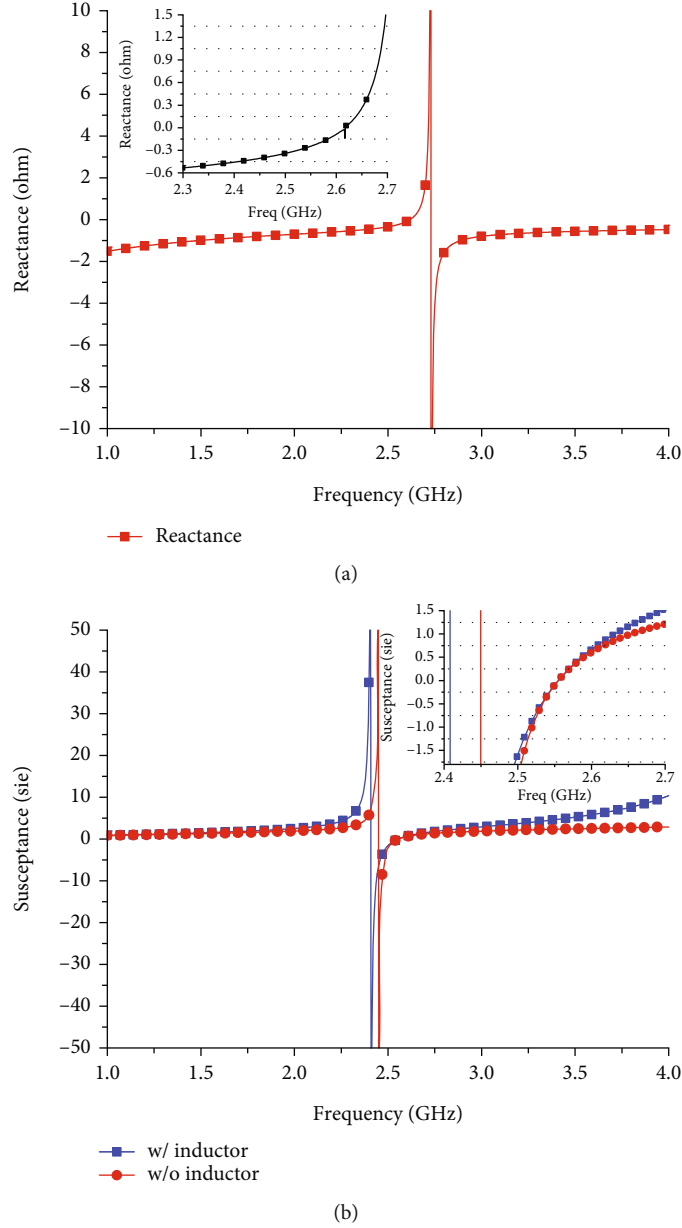 10
8
6
4
2
0
−2
−4
−6
−8
−10
Reactance (ohm)
1.0 1.5 2.0 2.5 3.0 3.5 4.0
Frequency (GHz)
1.5
1.2
0.9
0.6
0.3
0.0
−0.3
−0.6
Reactance (ohm)
2.3 2.4 2.5 2.6 2.7
Freq (GHz)
Reactance
(a)
50
40
30
20
10
0
−10
−20
−30
−40
−50
Susceptance (sie)
1.0 1.5 2.0 2.5 3.0 3.5 4.0
Frequency (GHz)
1.5
1.0
0.5
0.0
−0.5
−1.0
−1.5
Susceptance (sie)
2.4 2.5 2.6 2.7
Freq (GHz)
w/ inductor
w/o inductor
(b)